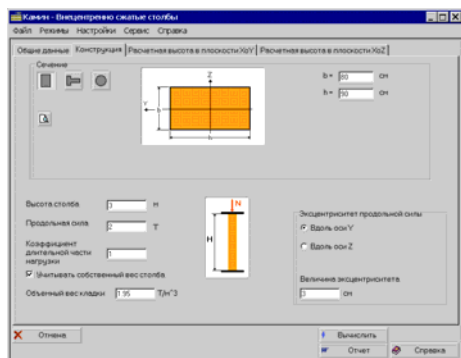 Камин - Внецентренно сжатые столбы
Файл Режимы Настройки Сервис Справка
Общие данные Конструкция Расчетная высота в плоскости XoY Расчетная высота в плоскости XoZ
Сечение
Z
Y
b
h
b = 80 см
h = 90 см
Высота столба 3 м
Продольная сила 2 Т
Коэффициент
длительной части
нагрузки 1
Учитывать собственный вес столба
Объемный вес кладки 1.95 Т/м^3
N
H
Эксцентриситет продольной силы
Вдоль оси Y
Вдоль оси Z
Величина эксцентриситета
3 см
Отмена
Вычислить
Отчет
Справка